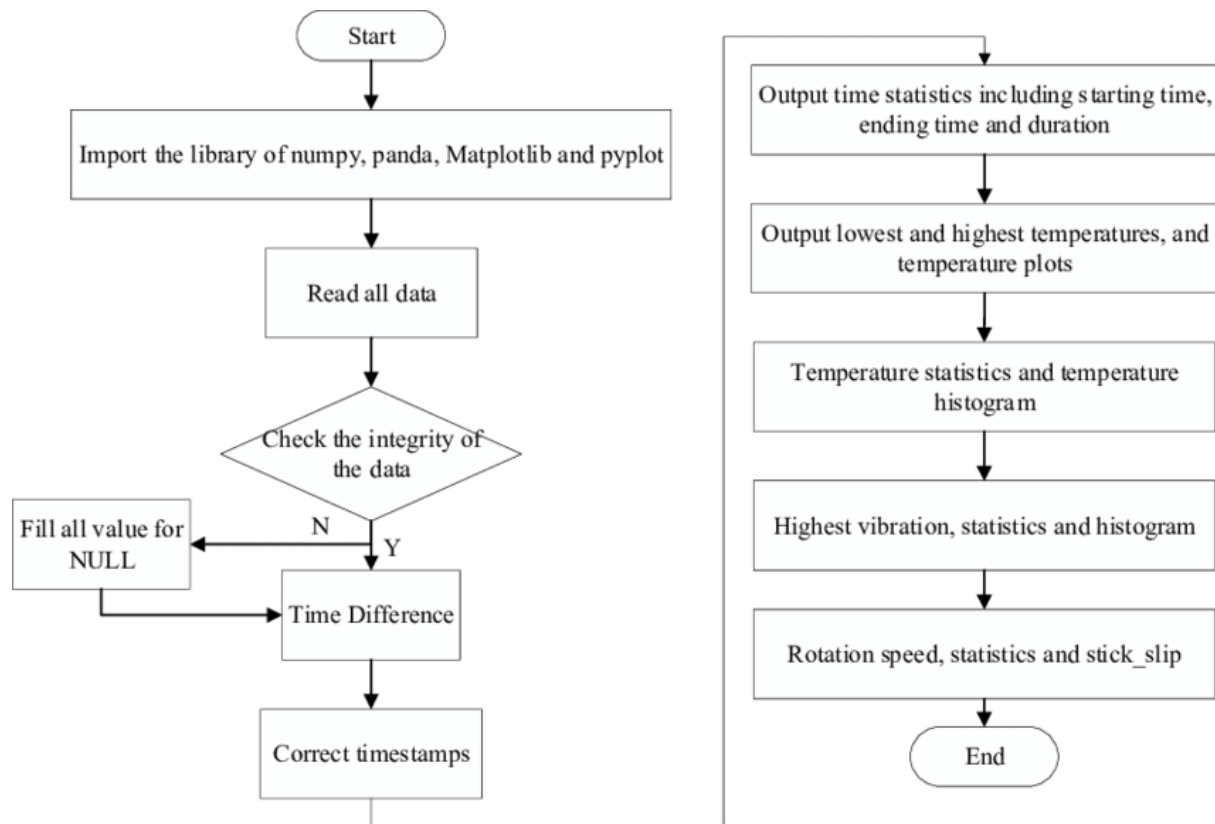 Start
Import the library of numpy, panda, Matplotlib and pyplot
Read all data
Check the integrity of
the data
N
Y
Fill all value for
NULL
Time Difference
Correct timestamps
Output time statistics including starting time,
ending time and duration
Output lowest and highest temperatures, and
temperature plots
Temperature statistics and temperature
histogram
Highest vibration, statistics and histogram
Rotation speed, statistics and stick_slip
End